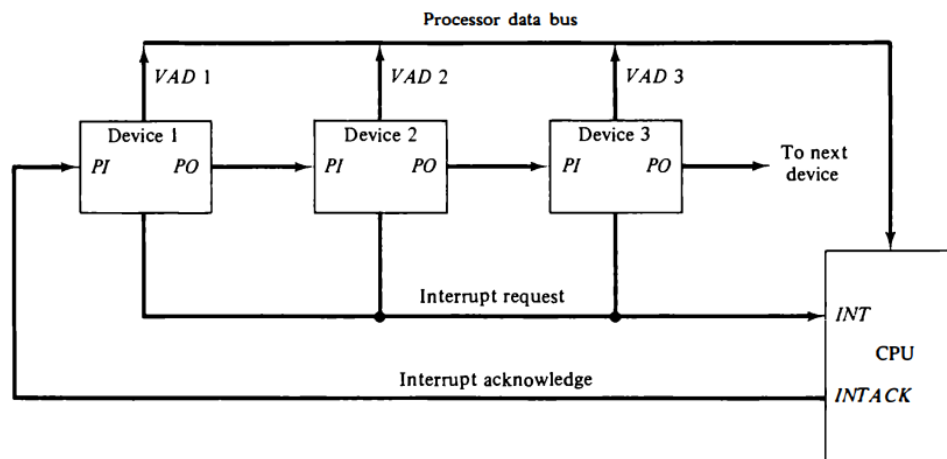 Processor data bus
VAD 1
VAD 2
VAD 3
Device 1
PI PO
Device 2
PI PO
Device 3
PI PO
To next
device
Interrupt request
INT
CPU
Interrupt acknowledge
INTACK